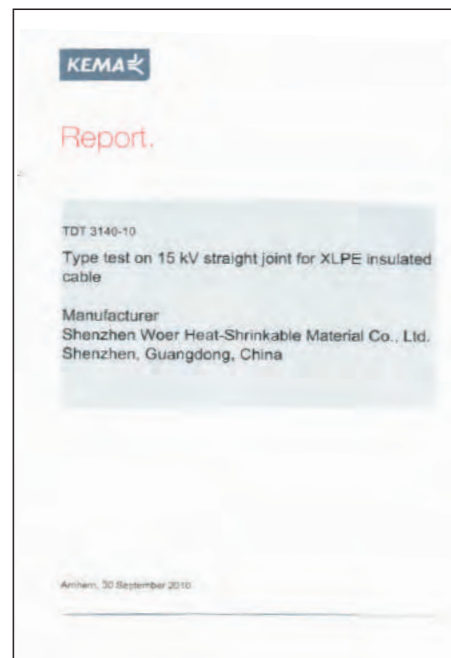 KEMA
Report.
TDT 3140-10
Type test on 15 kV straight joint for XLPE insulated
cable
Manufacturer
Shenzhen Woer Heat-Shrinkable Material Co., Ltd.
Shenzhen, Guangdong, China
Arnhem, 30 September 2010